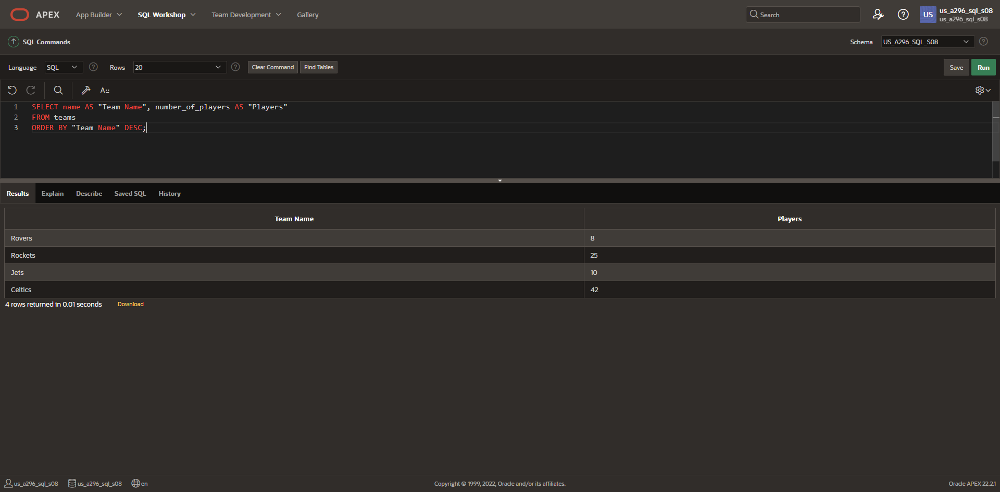 APEX App Builder SQL Workshop Team Development Gallery Search US us_a296_sql_s08
us_a296_sql_s08
SQL Commands Schema US_A296_SQL_S08
Language SQL Rows 20 Clear Command Find Tables Save Run
A::
1 SELECT name AS "Team Name", number_of_players AS "Players"
2 FROM teams
3 ORDER BY "Team Name" DESC;
Results Explain Describe Saved SQL History
Team Name Players
Rovers 8
Rockets 25
Jets 10
Celtics 42
4 rows returned in 0.01 seconds Download
us_a296_sql_s08 us_a296_sql_s08 en Copyright © 1999, 2022, Oracle and/or its affiliates. Oracle APEX 22.2.1